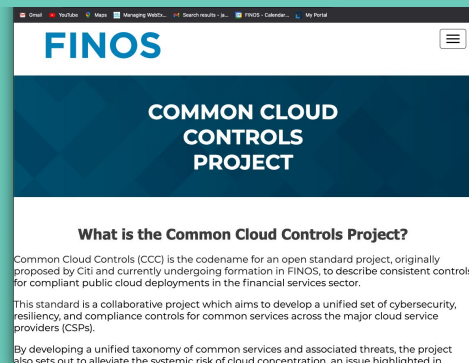 Gmail YouTube Maps Managing WebEx... Search results - ja... FINOS - Calendar... My Portal
FINOS
COMMON CLOUD
CONTROLS
PROJECT
What is the Common Cloud Controls Project?
Common Cloud Controls (CCC) is the codename for an open standard project, originally
proposed by Citi and currently undergoing formation in FINOS, to describe consistent controls
for compliant public cloud deployments in the financial services sector.
This standard is a collaborative project which aims to develop a unified set of cybersecurity,
resiliency, and compliance controls for common services across the major cloud service
providers (CSPs).
By developing a unified taxonomy of common services and associated threats, the project
also sets out to alleviate the systemic risk of cloud concentration, an issue highlighted in